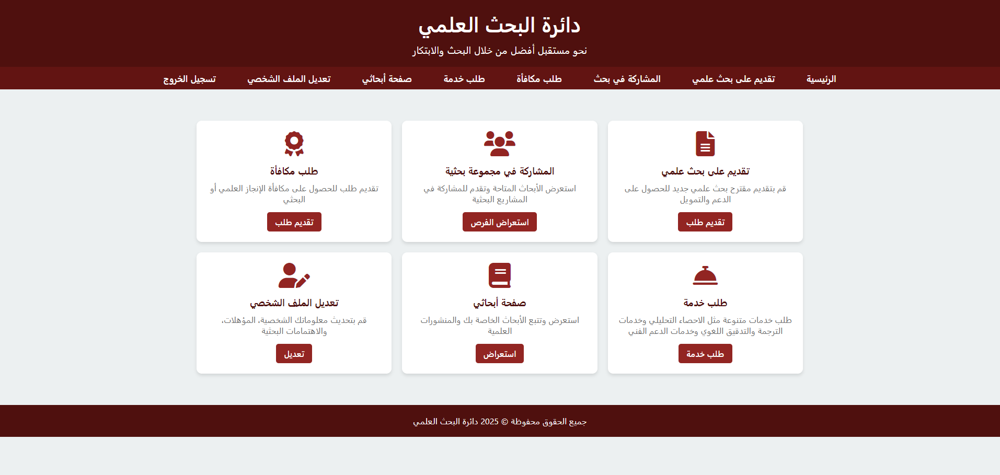 دائرة البحث العلمي
نحو مستقبل أفضل من خلال البحث والابتكار
الرئيسية تقديم على بحث علمي المشاركة في بحث طلب مكافأة طلب خدمة صفحة أبحاثي تعديل الملف الشخصي تسجيل الخروج
تقديم على بحث علمي
قم بتقديم مقترح بحث علمي جديد للحصول على
الدعم والتمويل
تقديم طلب
المشاركة في مجموعة بحثية
استعرض الأبحاث المتاحة وتقدم للمشاركة في
المشاريع البحثية
استعراض الفرص
طلب مكافأة
تقديم طلب للحصول على مكافأة الإنجاز العلمي أو
البحثي
تقديم طلب
طلب خدمة
طلب خدمات متنوعة مثل الاحصاء التحليلي وخدمات
الترجمة والتدقيق اللغوي وخدمات الدعم الفني
طلب خدمة
صفحة أبحاثي
استعرض وتتبع الأبحاث الخاصة بك والمنشورات
العلمية
استعراض
تعديل الملف الشخصي
قم بتحديث معلوماتك الشخصية، المؤهلات،
والاهتمامات البحثية
تعديل
جميع الحقوق محفوظة © 2025 دائرة البحث العلمي